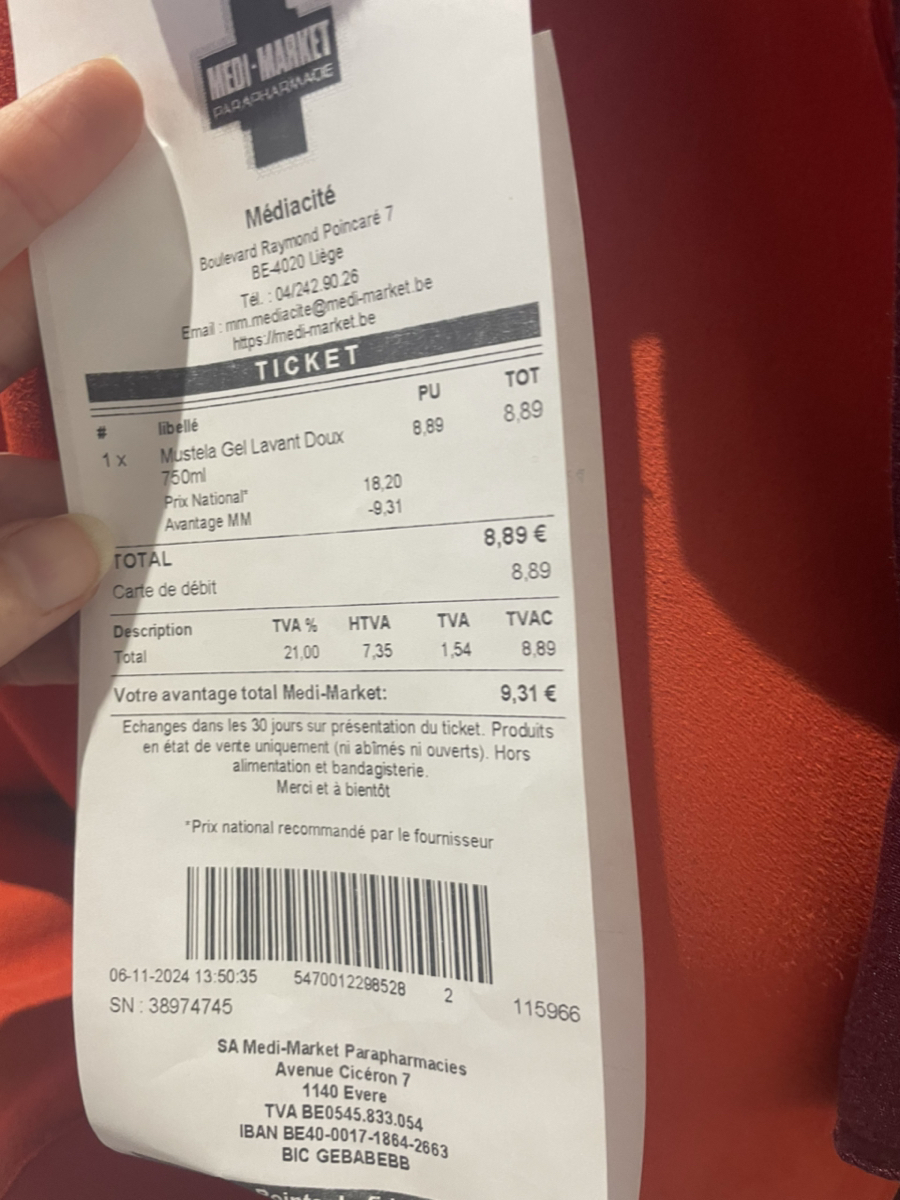 MEDI-MARKET
PARAPHARMACIE
Médiacité
Boulevard Raymond Poincaré 7
BE-4020 Liège
Tél. : 04/242.90.26
Email : mm.mediacite@medi-market.be
https://medi-market.be
TICKET
# libellé PU TOT
1 x Mustela Gel Lavant Doux 8,89 8,89
750ml
Prix National* 18,20
Avantage MM -9,31
TOTAL 8,89 €
Carte de débit 8,89
Description TVA % HTVA TVA TVAC
Total 21,00 7,35 1,54 8,89
Votre avantage total Medi-Market: 9,31 €
Echanges dans les 30 jours sur présentation du ticket. Produits
en état de vente uniquement (ni abîmés ni ouverts). Hors
alimentation et bandagisterie.
Merci et à bientôt
*Prix national recommandé par le fournisseur
06-11-2024 13:50:35 5470012298528 2 115966
SN : 38974745
SA Medi-Market Parapharmacies
Avenue Cicéron 7
1140 Evere
TVA BE0545.833.054
IBAN BE40-0017-1864-2663
BIC GEBABEBB